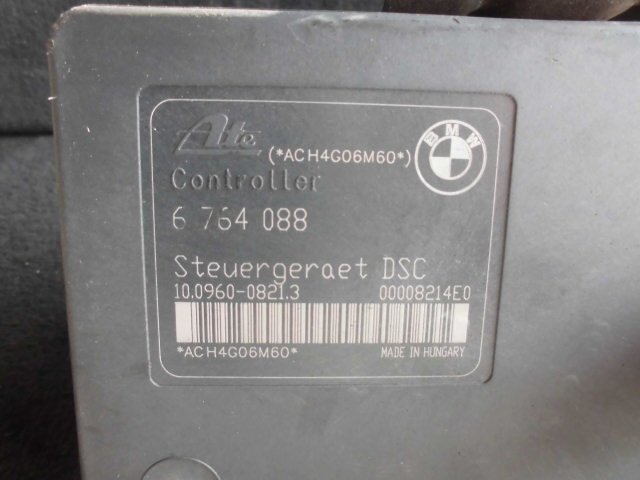 Ate (*ACH4G06M60*) BMW
Controller
6 764 088
Steuergeraet DSC
10.0960-0821.3 00008214E0
*ACH4G06M60* MADE IN HUNGARY